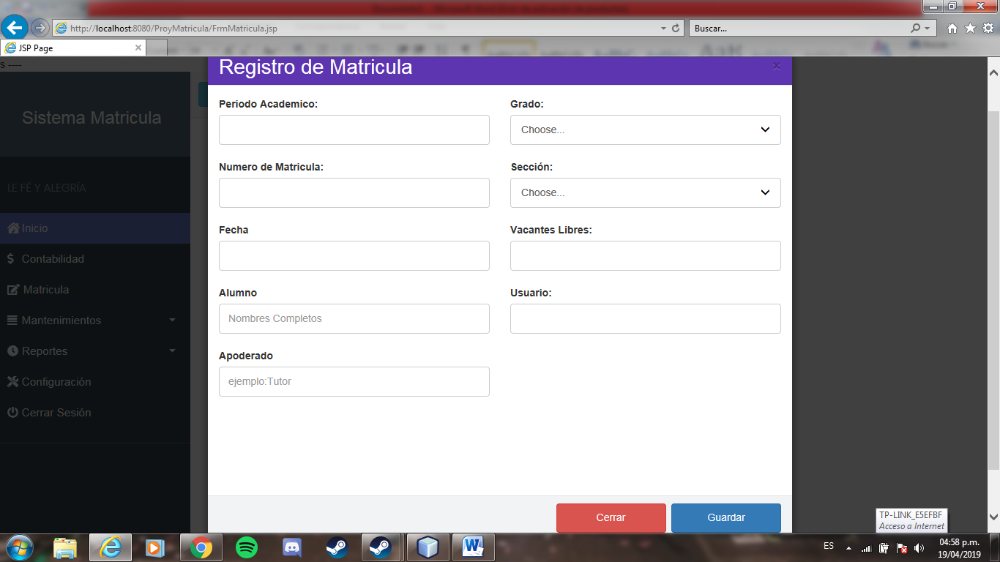 http://localhost:8080/ProyMatricula/FrmMatricula.jsp
Buscar...
JSP Page
s ----
Sistema Matricula
I.E FÉ Y ALEGRÍA
Inicio
Contabilidad
Matricula
Mantenimientos
Reportes
Configuración
Cerrar Sesión
Registro de Matricula
×
Periodo Academico:
Grado:
Choose...
Numero de Matricula:
Sección:
Choose...
Fecha
Vacantes Libres:
Alumno
Usuario:
Nombres Completos
Apoderado
ejemplo:Tutor
Cerrar
Guardar
TP-LINK_E5EFBF
Acceso a Internet
ES
04:58 p.m.
19/04/2019